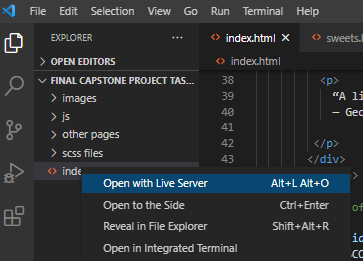 File Edit Selection View Go Run Terminal Help
EXPLORER ...
index.html
sweets.h
OPEN EDITORS
index.html
FINAL CAPSTONE PROJECT TAS...
38 <p>
images
39 “A li
js
40 – Geo
other pages
41
scss files
42 </p>
inde
43 </div>
Open with Live Server Alt+L Alt+O
>
Open to the Side Ctrl+Enter
of
Reveal in File Explorer Shift+Alt+R
id
Open in Integrated Terminal